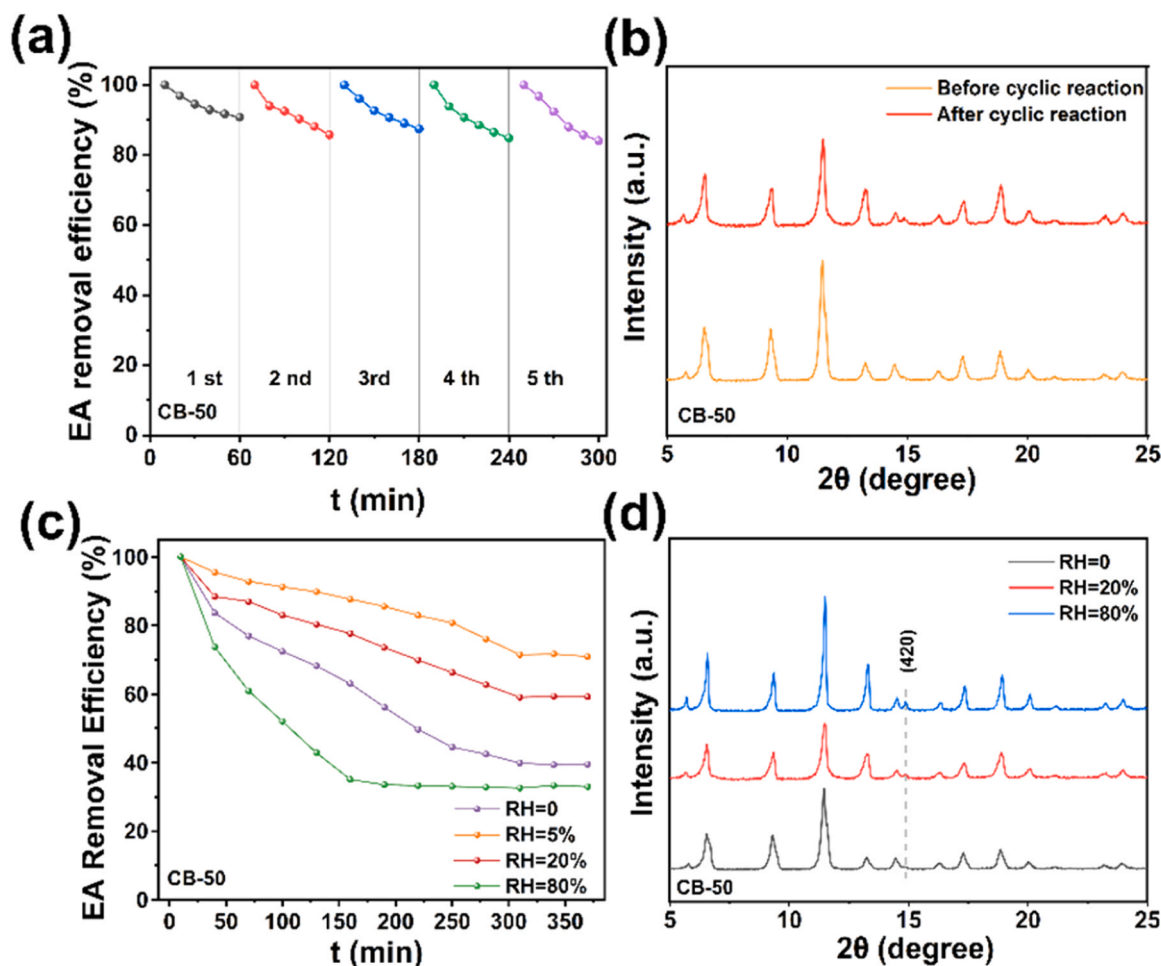 (a)
EA removal efficiency (%)
100
80
60
40
20
0
1 st
2 nd
3rd
4 th
5 th
CB-50
0
60
120
180
240
300
t (min)
(b)
Intensity (a.u.)
Before cyclic reaction
After cyclic reaction
CB-50
5
10
15
20
25
2θ (degree)
(c)
EA Removal Efficiency (%)
100
80
60
40
20
0
RH=0
RH=5%
RH=20%
RH=80%
CB-50
0
50
100
150
200
250
300
350
t (min)
(d)
Intensity (a.u.)
RH=0
RH=20%
RH=80%
(420)
CB-50
5
10
15
20
25
2θ (degree)